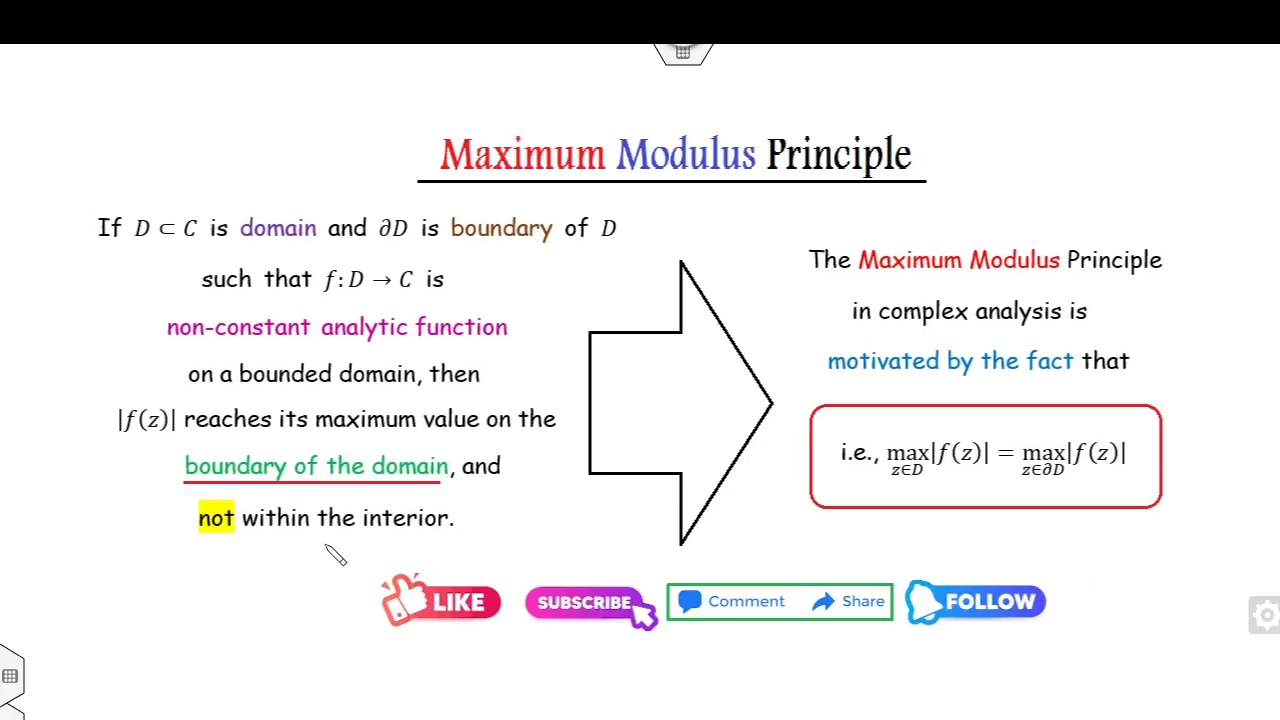 Maximum Modulus Principle
If D ⊂ C is domain and ∂D is boundary of D
such that f: D → C is
non-constant analytic function
on a bounded domain, then
|f(z)| reaches its maximum value on the
boundary of the domain, and
not within the interior.
The Maximum Modulus Principle
in complex analysis is
motivated by the fact that
i.e., max|f(z)| = max|f(z)|
z∈D z∈∂D
LIKE
SUBSCRIBE
Comment Share
FOLLOW